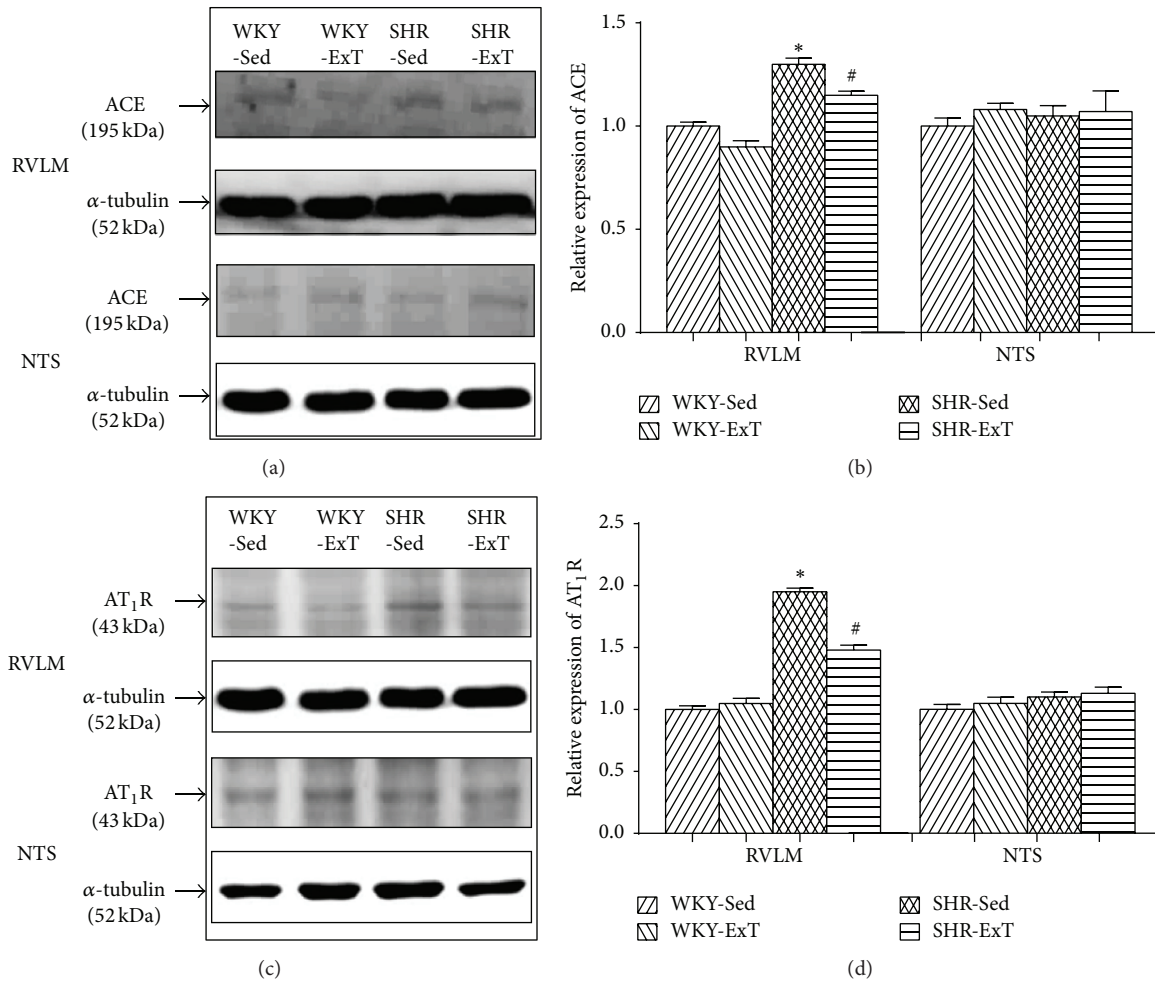 WKY WKY SHR SHR
-Sed -ExT -Sed -ExT
ACE
(195 kDa)
RVLM
α-tubulin
(52 kDa)
ACE
(195 kDa)
NTS
α-tubulin
(52 kDa)
(a)
Relative expression of ACE
1.5
1.0
0.5
0.0
*
#
RVLM NTS
WKY-Sed SHR-Sed
WKY-ExT SHR-ExT
(b)
WKY WKY SHR SHR
-Sed -ExT -Sed -ExT
AT₁R
(43 kDa)
RVLM
α-tubulin
(52 kDa)
AT₁R
(43 kDa)
NTS
α-tubulin
(52 kDa)
(c)
Relative expression of AT₁R
2.5
2.0
1.5
1.0
0.5
0.0
*
#
RVLM NTS
WKY-Sed SHR-Sed
WKY-ExT SHR-ExT
(d)